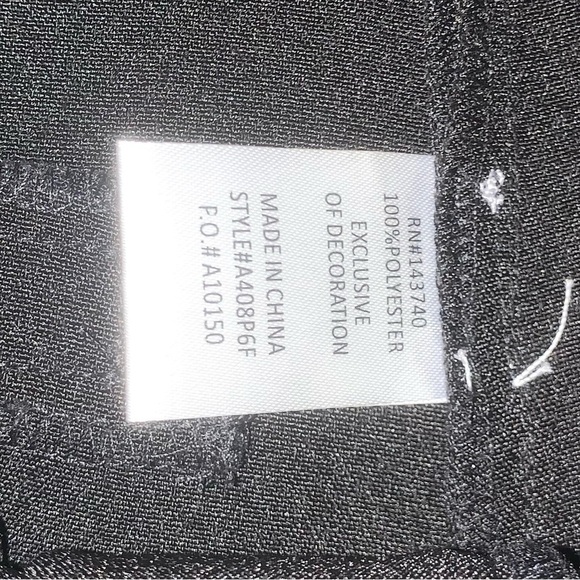 RN#143740
100%POLYESTER
EXCLUSIVE
OF DECORATION
MADE IN CHINA
STYLE#A408P6F
P.O.# A10150